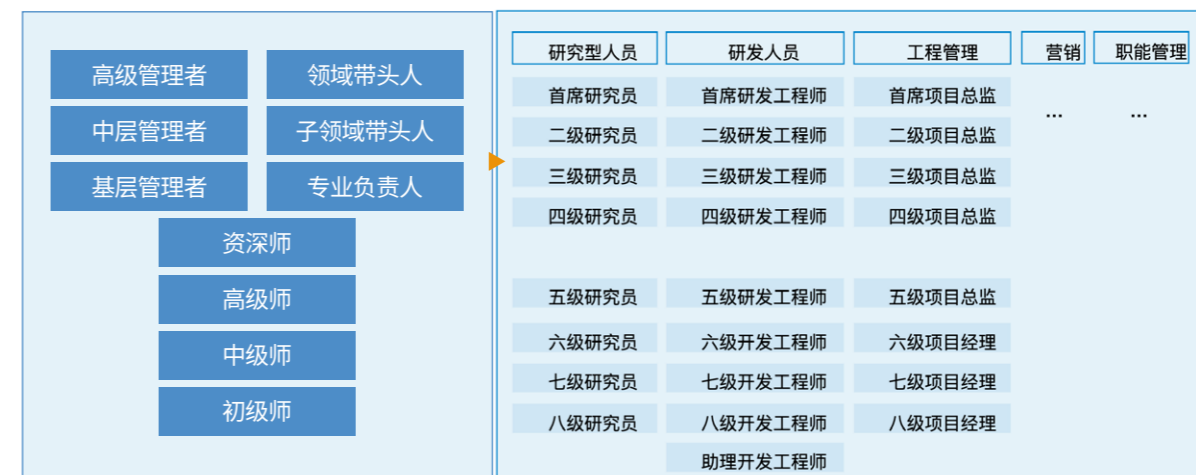 高级管理者 领域带头人
中层管理者 子领域带头人
基层管理者 专业负责人
资深师
高级师
中级师
初级师
研究型人员 研发人员 工程管理 营销 职能管理
首席研究员 首席研发工程师 首席项目总监 … …
二级研究员 二级研发工程师 二级项目总监
三级研究员 三级研发工程师 三级项目总监
四级研究员 四级研发工程师 四级项目总监
五级研究员 五级研发工程师 五级项目总监
六级研究员 六级开发工程师 六级项目经理
七级研究员 七级开发工程师 七级项目经理
八级研究员 八级开发工程师 八级项目经理
助理开发工程师